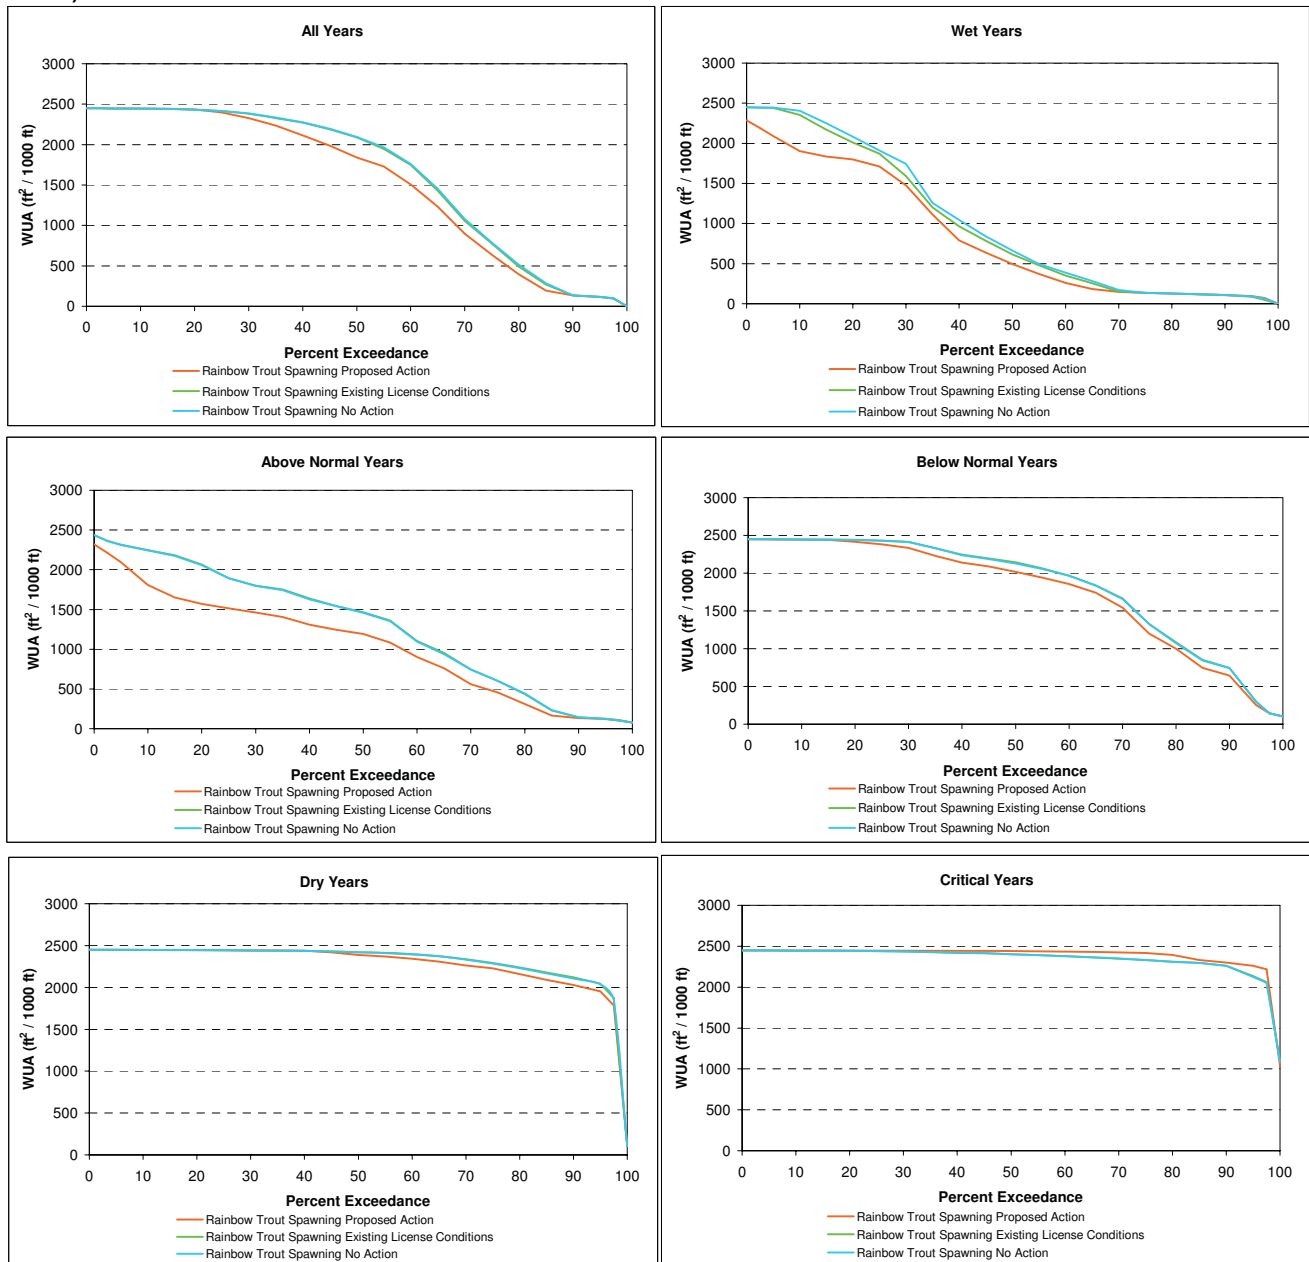 All Years
WUA (ft² / 1000 ft)
3000
2500
2000
1500
1000
500
0
0 10 20 30 40 50 60 70 80 90 100
Percent Exceedance
Rainbow Trout Spawning Proposed Action
Rainbow Trout Spawning Existing License Conditions
Rainbow Trout Spawning No Action
Wet Years
WUA (ft² / 1000 ft)
3000
2500
2000
1500
1000
500
0
0 10 20 30 40 50 60 70 80 90 100
Percent Exceedance
Rainbow Trout Spawning Proposed Action
Rainbow Trout Spawning Existing License Conditions
Rainbow Trout Spawning No Action
Above Normal Years
WUA (ft² / 1000 ft)
3000
2500
2000
1500
1000
500
0
0 10 20 30 40 50 60 70 80 90 100
Percent Exceedance
Rainbow Trout Spawning Proposed Action
Rainbow Trout Spawning Existing License Conditions
Rainbow Trout Spawning No Action
Below Normal Years
WUA (ft² / 1000 ft)
3000
2500
2000
1500
1000
500
0
0 10 20 30 40 50 60 70 80 90 100
Percent Exceedance
Rainbow Trout Spawning Proposed Action
Rainbow Trout Spawning Existing License Conditions
Rainbow Trout Spawning No Action
Dry Years
WUA (ft² / 1000 ft)
3000
2500
2000
1500
1000
500
0
0 10 20 30 40 50 60 70 80 90 100
Percent Exceedance
Rainbow Trout Spawning Proposed Action
Rainbow Trout Spawning Existing License Conditions
Rainbow Trout Spawning No Action
Critical Years
WUA (ft² / 1000 ft)
3000
2500
2000
1500
1000
500
0
0 10 20 30 40 50 60 70 80 90 100
Percent Exceedance
Rainbow Trout Spawning Proposed Action
Rainbow Trout Spawning Existing License Conditions
Rainbow Trout Spawning No Action